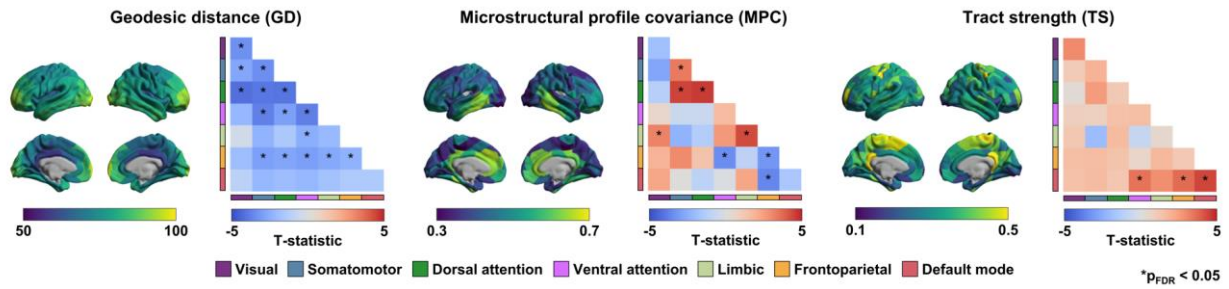 Geodesic distance (GD)
Microstructural profile covariance (MPC)
Tract strength (TS)
*
* *
* * *
* * *
*
* * * * *
50 100
-5 5
T-statistic
*
* *
* *
* *
*
0.3 0.7
-5 5
T-statistic
* * *
0.1 0.5
-5 5
T-statistic
Visual Somatomotor Dorsal attention Ventral attention Limbic Frontoparietal Default mode
*pFDR < 0.05